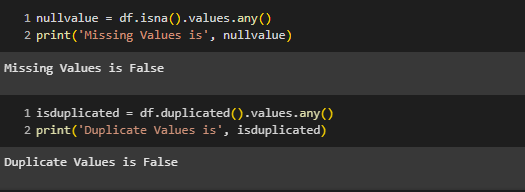 1 nullvalue = df.isna().values.any()
2 print('Missing Values is', nullvalue)
Missing Values is False
1 isduplicated = df.duplicated().values.any()
2 print('Duplicate Values is', isduplicated)
Duplicate Values is False